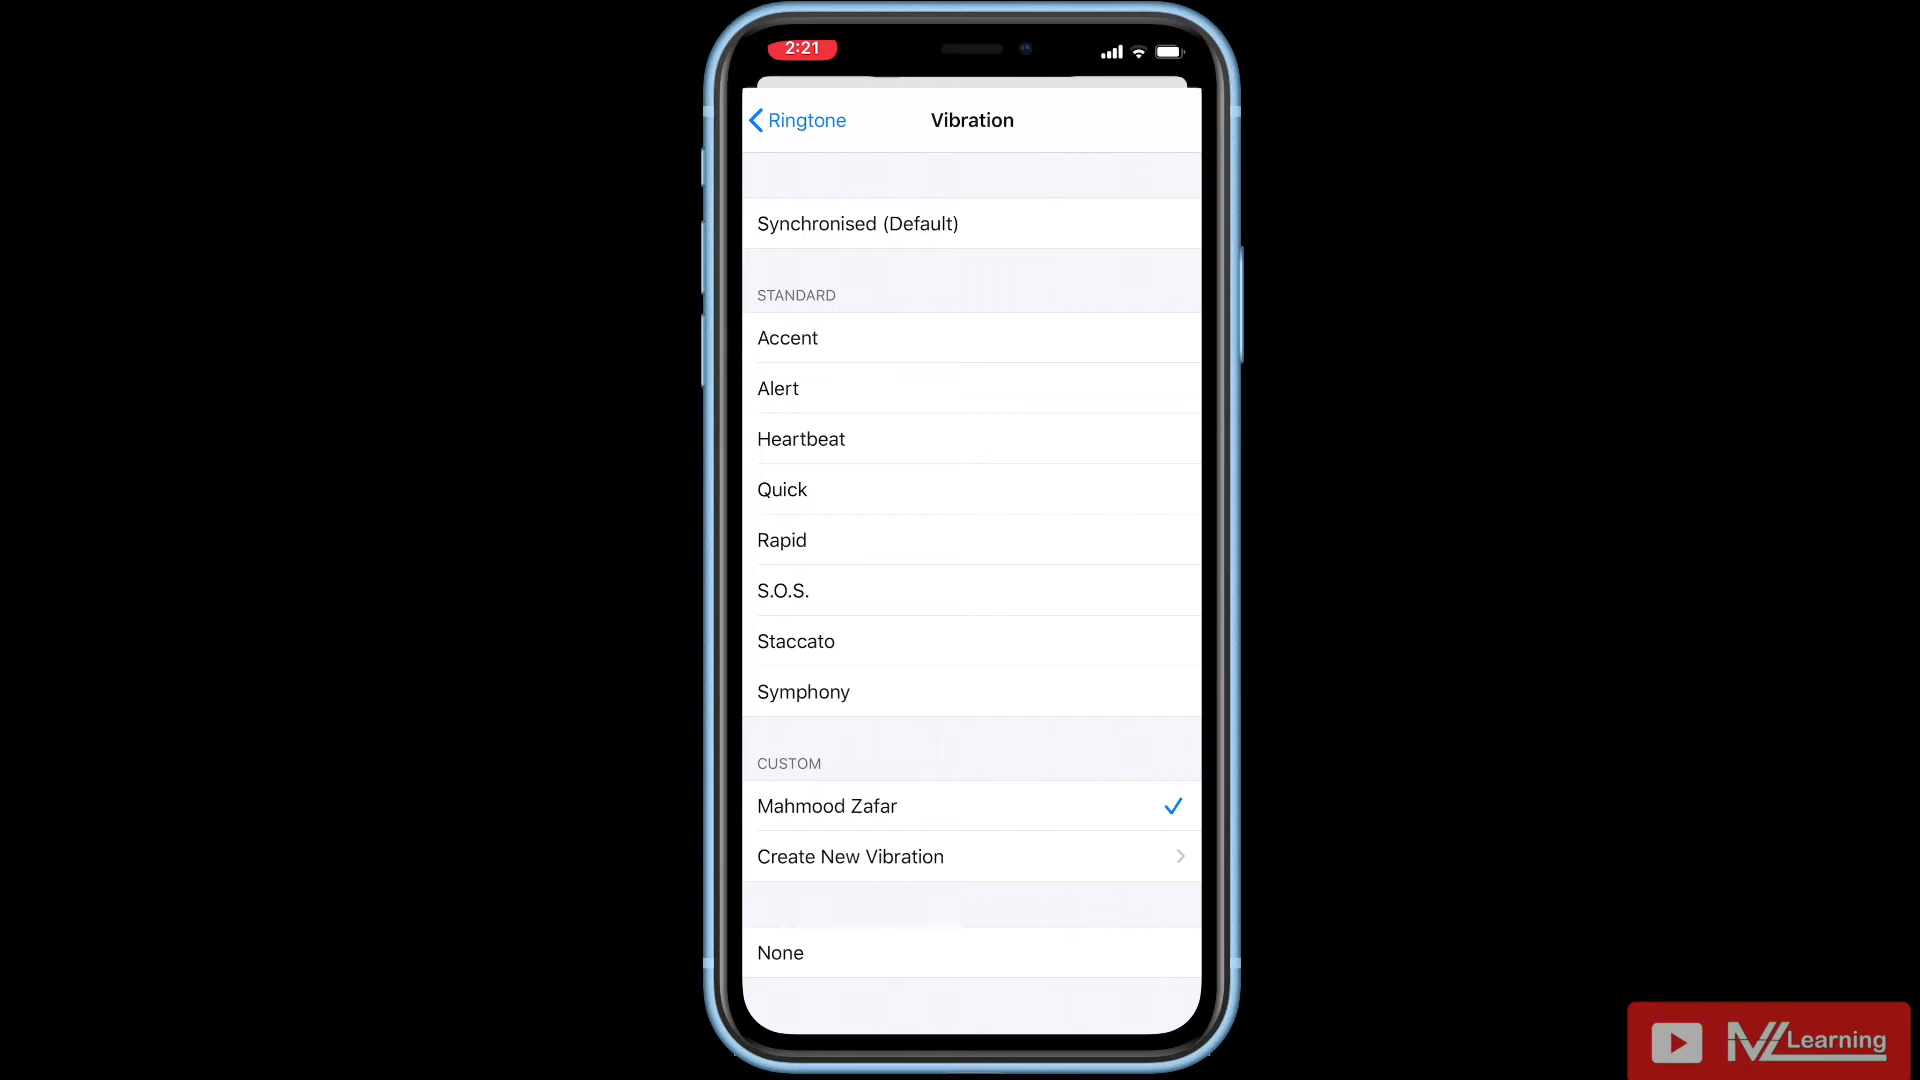 2:21
Ringtone
Vibration
Synchronised (Default)
STANDARD
Accent
Alert
Heartbeat
Quick
Rapid
S.O.S.
Staccato
Symphony
CUSTOM
Mahmood Zafar
Create New Vibration
None
MZ Learning